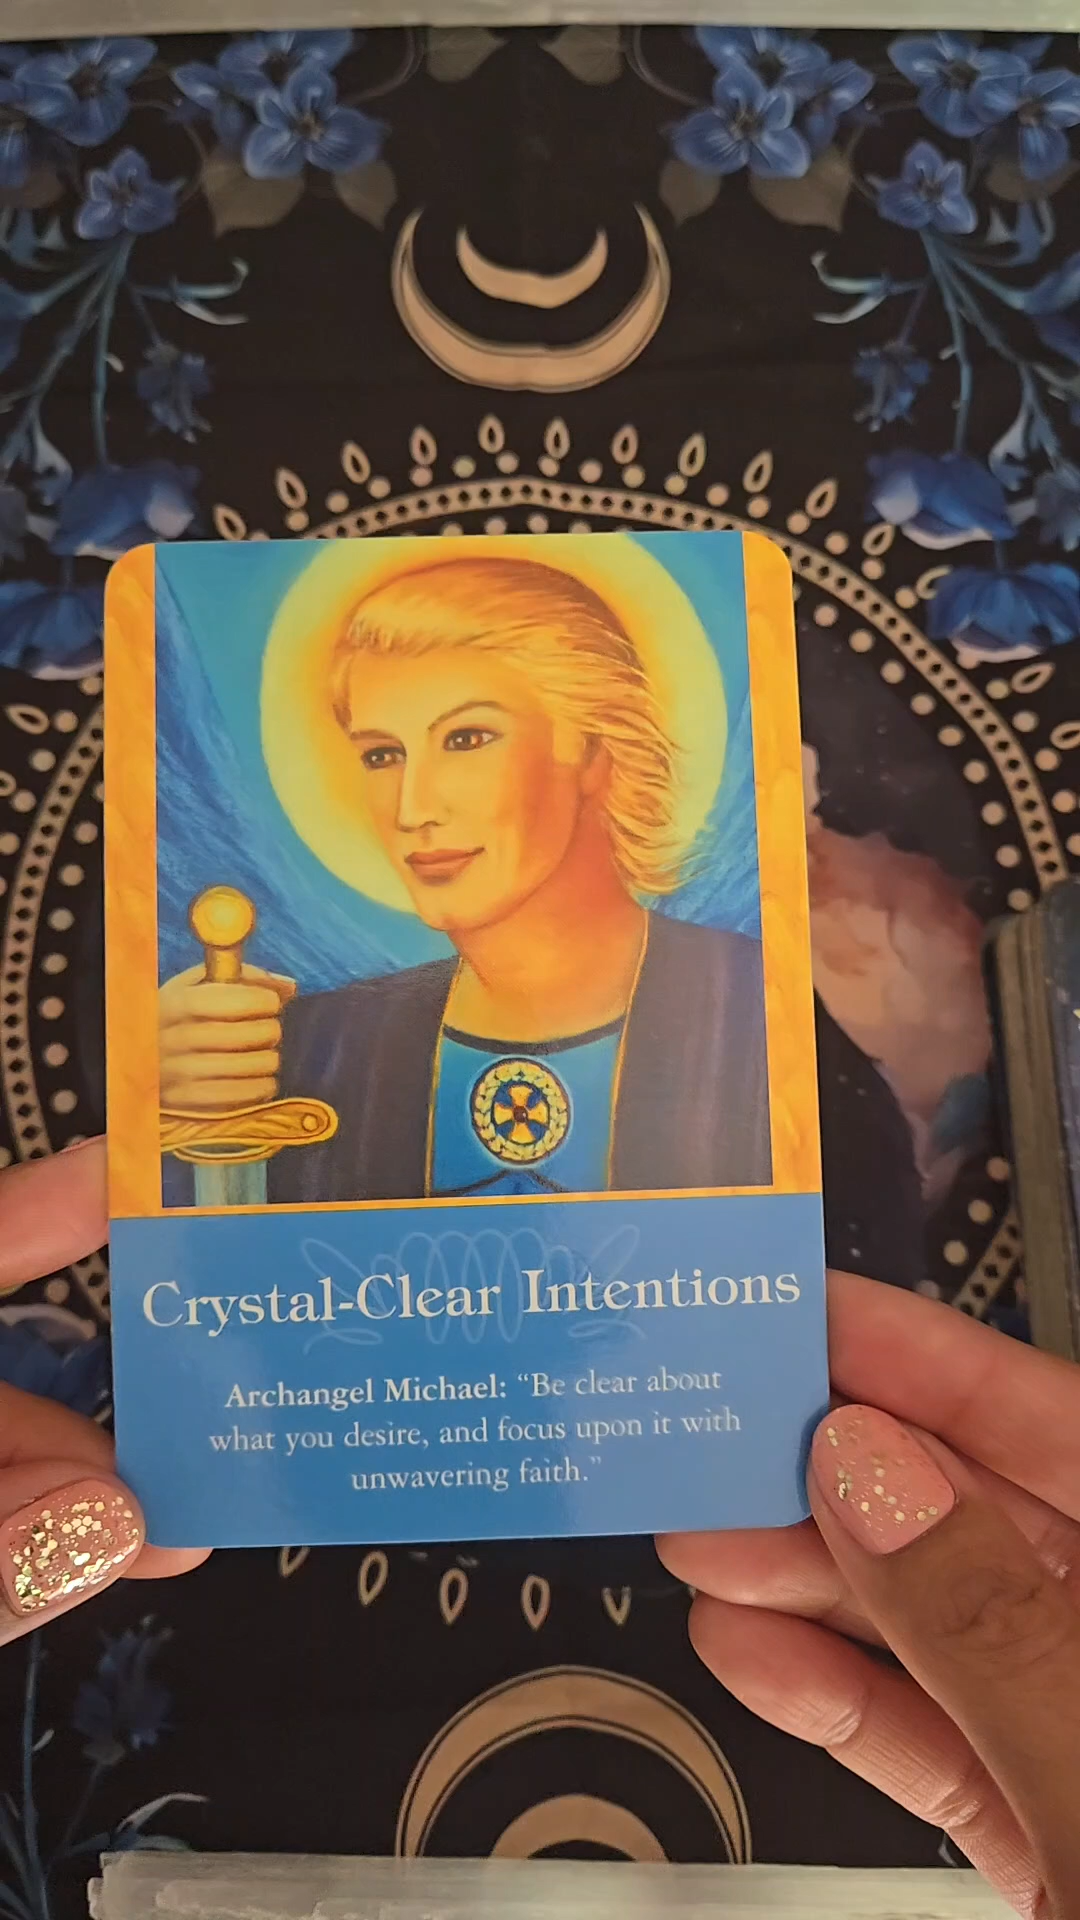 Crystal-Clear Intentions
Archangel Michael: “Be clear about
what you desire, and focus upon it with
unwavering faith.”